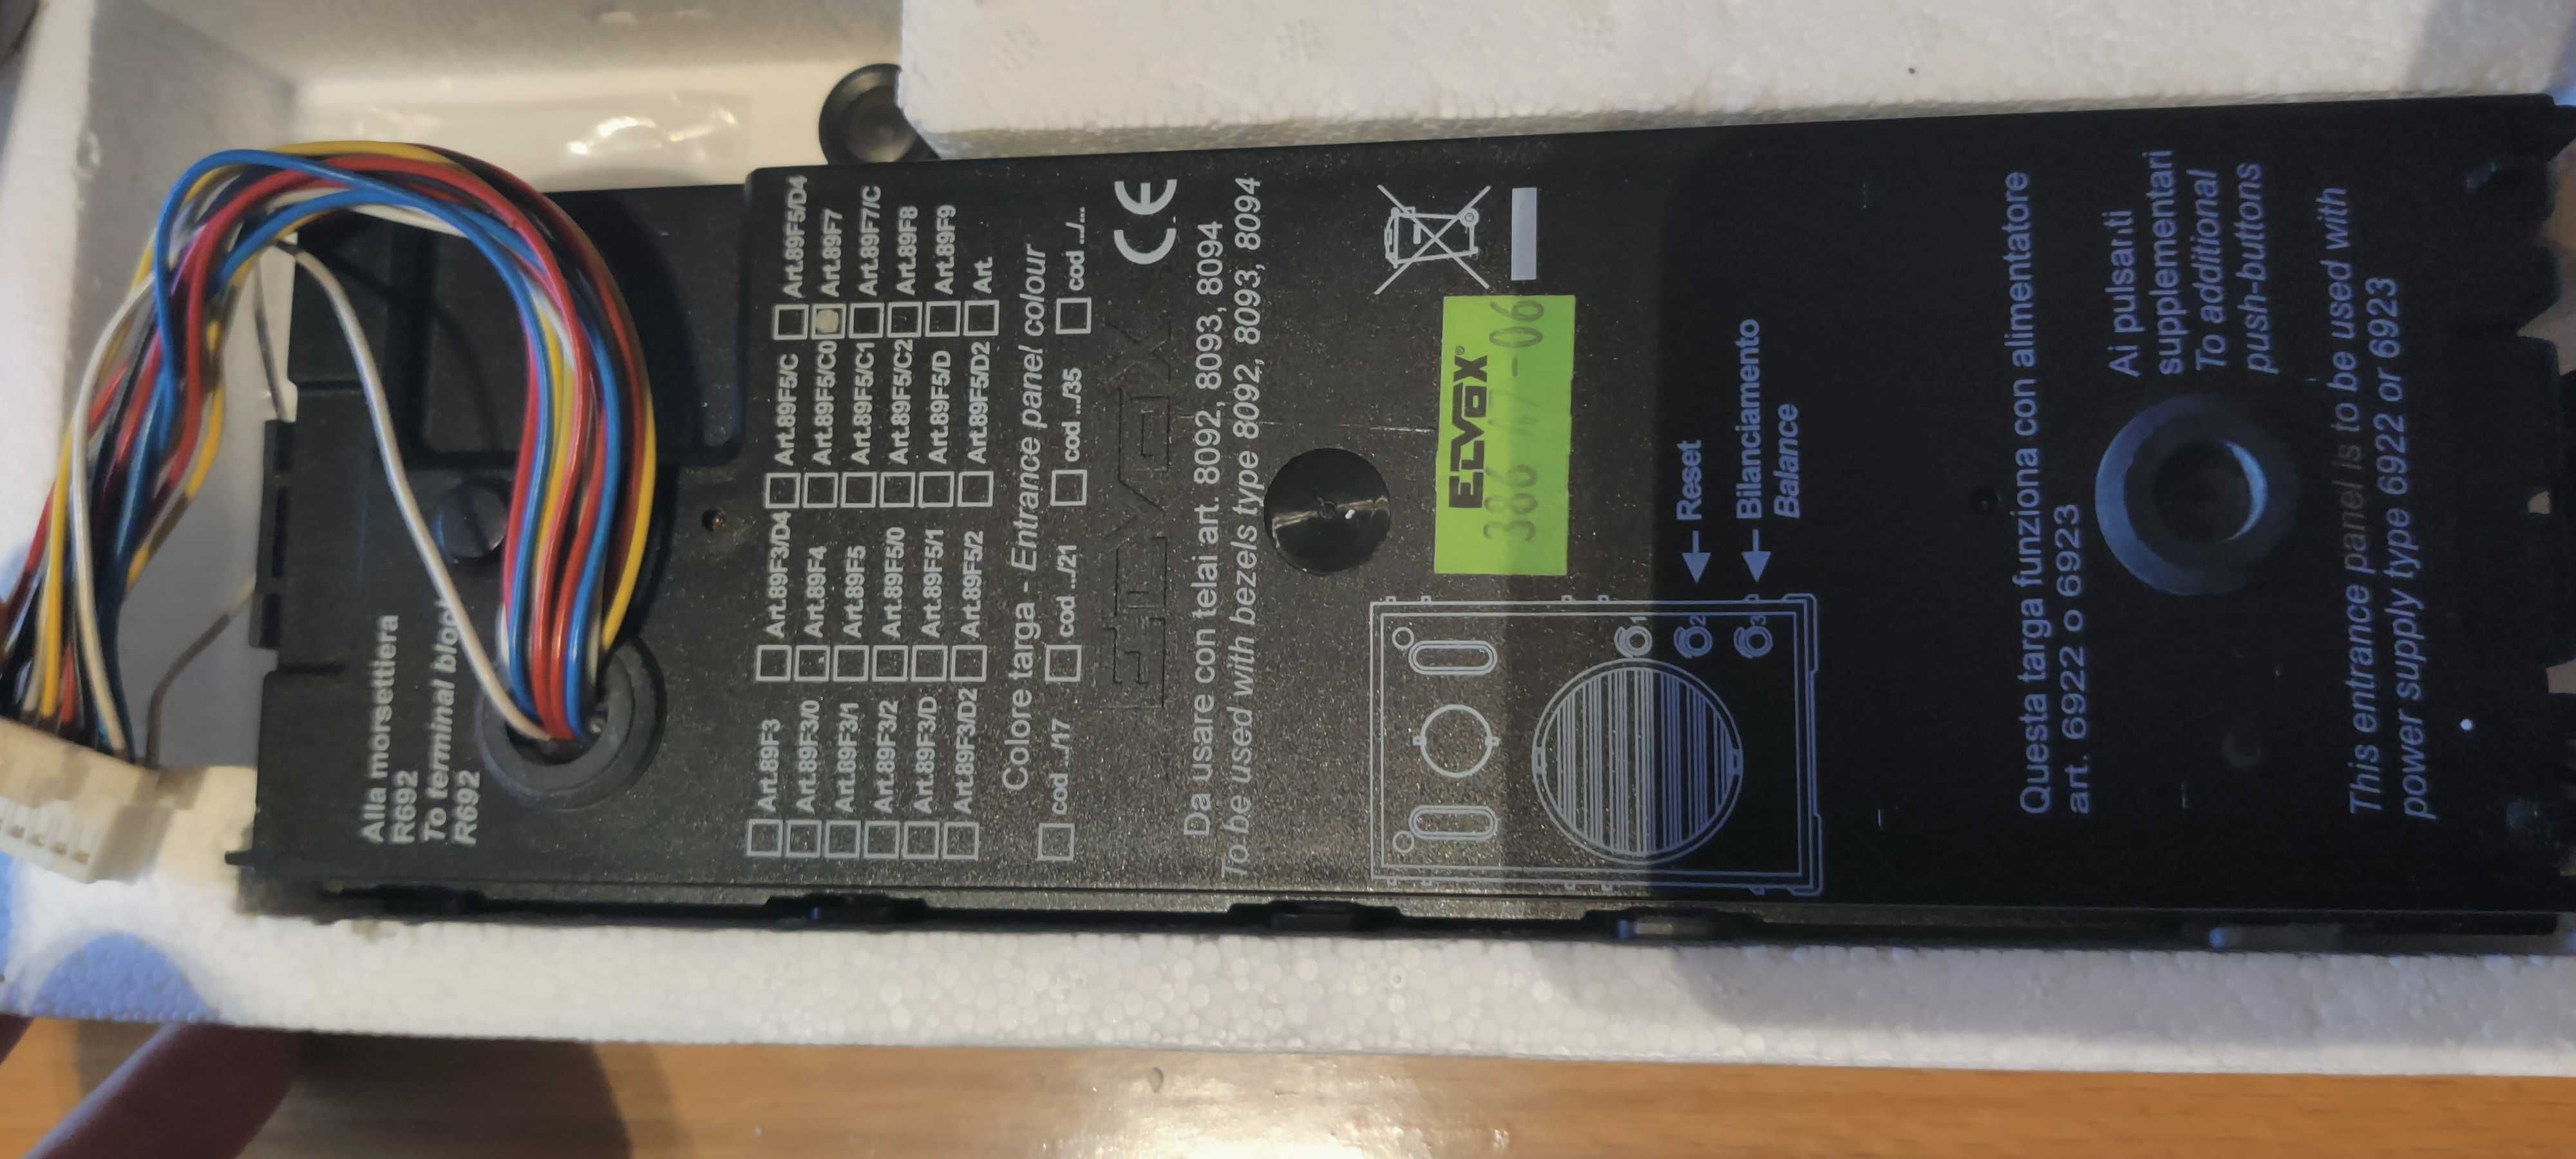 Alla morsettiera
R692
To terminal block
R692
Art.89F3
Art.89F3/0
Art.89F3/1
Art.89F3/2
Art.89F3/D
Art.89F3/D2
Art.89F3/D4
Art.89F4
Art.89F5
Art.89F5/0
Art.89F5/1
Art.89F5/2
Art.89F5/C
Art.89F5/C0
Art.89F5/C1
Art.89F5/C2
Art.89F5/D
Art.89F5/D2
Art.89F5/D4
Art.89F7
Art.89F7/C
Art.89F8
Art.89F9
Art.
Colore targa - Entrance panel colour
cod .../17
cod .../21
cod .../35
cod .../...
ELVOX
CE
Da usare con telai art. 8092, 8093, 8094
To be used with bezels type 8092, 8093, 8094
ELVOX®
386 47-06
1
2
3
Reset
Bilanciamento
Balance
Questa targa funziona con alimentatore
art. 6922 o 6923
Ai pulsanti
supplementari
To additional
push-buttons
This entrance panel is to be used with
power supply type 6922 or 6923